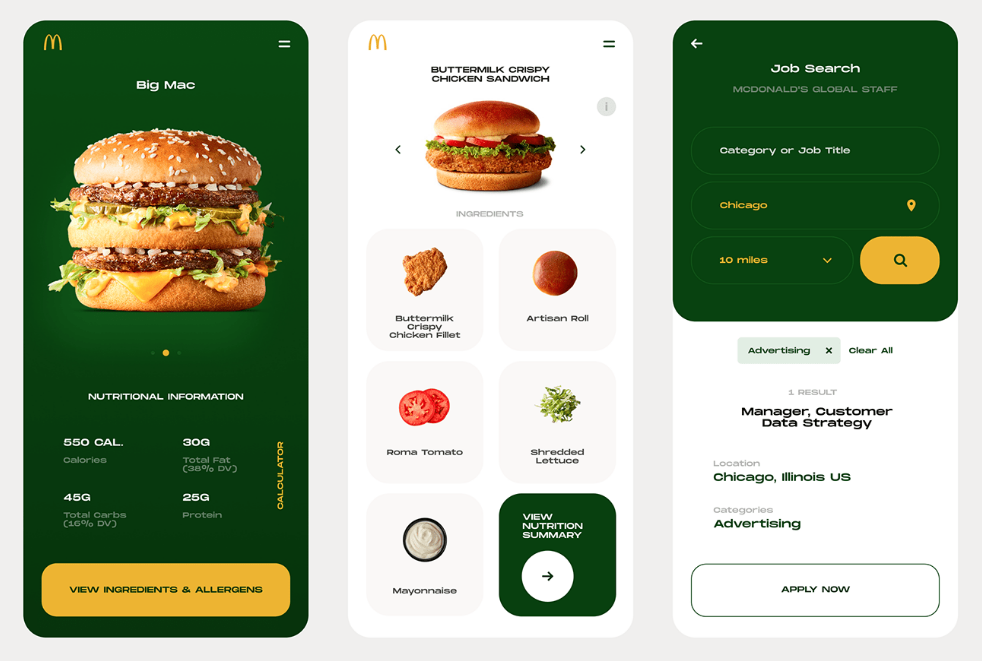 Big Mac
NUTRITIONAL INFORMATION
550 CAL.
Calories
30G
Total Fat
(38% DV)
45G
Total Carbs
(16% DV)
25G
Protein
CALCULATOR
VIEW INGREDIENTS & ALLERGENS
BUTTERMILK CRISPY
CHICKEN SANDWICH
i
INGREDIENTS
Buttermilk
Crispy
Chicken Fillet
Artisan Roll
Roma Tomato
Shredded
Lettuce
Mayonnaise
VIEW
NUTRITION
SUMMARY
Job Search
MCDONALD'S GLOBAL STAFF
Category or Job Title
Chicago
10 miles
Advertising
Clear All
1 RESULT
Manager, Customer
Data Strategy
Location
Chicago, Illinois US
Categories
Advertising
APPLY NOW